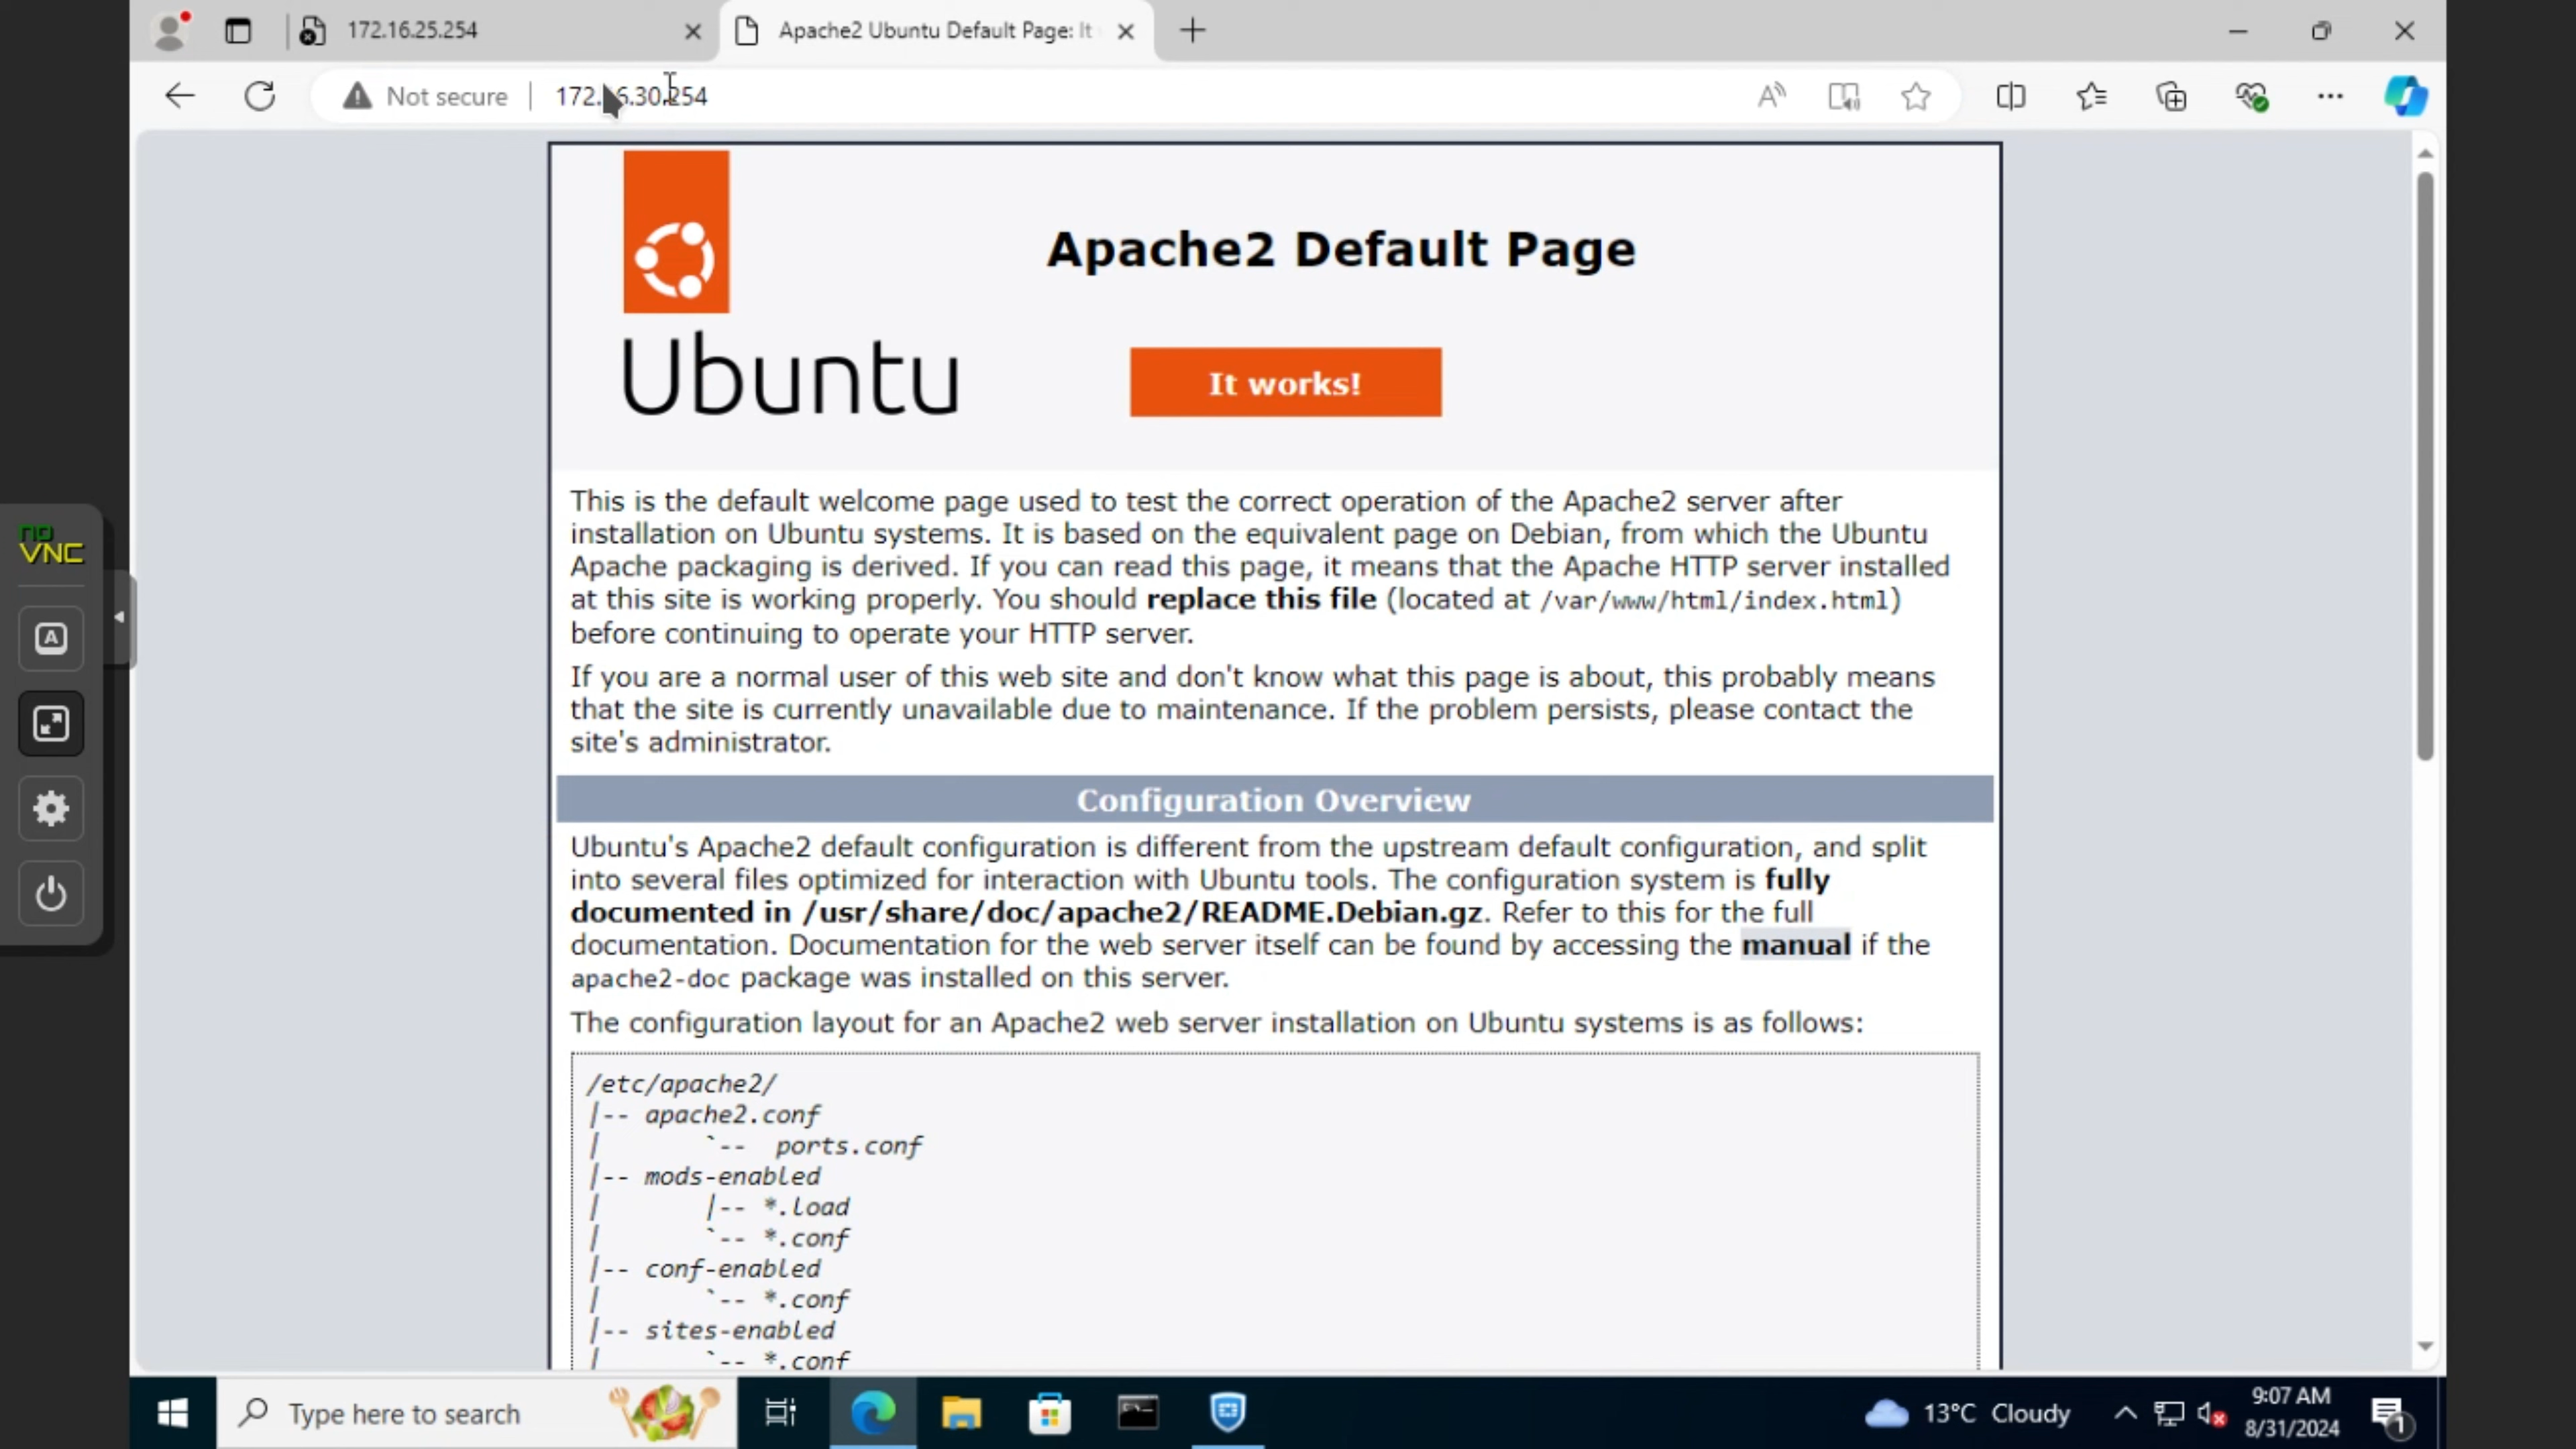 172.16.25.254
Apache2 Ubuntu Default Page: It
Not secure
254
Apache2 Default Page
Ubuntu
It works!
This is the default welcome page used to test the correct operation of the Apache2 server after
installation on Ubuntu systems. It is based on the equivalent page on Debian, from which the Ubuntu
Apache packaging is derived. If you can read this page, it means that the Apache HTTP server installed
at this site is working properly. You should replace this file (located at /var/www/html/index.html)
before continuing to operate your HTTP server.
If you are a normal user of this web site and don't know what this page is about, this probably means
that the site is currently unavailable due to maintenance. If the problem persists, please contact the
site's administrator.
Configuration Overview
Ubuntu's Apache2 default configuration is different from the upstream default configuration, and split
into several files optimized for interaction with Ubuntu tools. The configuration system is fully
documented in /usr/share/doc/apache2/README.Debian.gz. Refer to this for the full
documentation. Documentation for the web server itself can be found by accessing the manual if the
apache2-doc package was installed on this server.
The configuration layout for an Apache2 web server installation on Ubuntu systems is as follows:
/etc/apache2/
|-- apache2.conf
|       `--  ports.conf
|-- mods-enabled
|       |-- *.load
|       `-- *.conf
|-- conf-enabled
|       `-- *.conf
|-- sites-enabled
|       `-- *.conf
no
VNC
A
Type here to search
13°C Cloudy
9:07 AM
8/31/2024
1